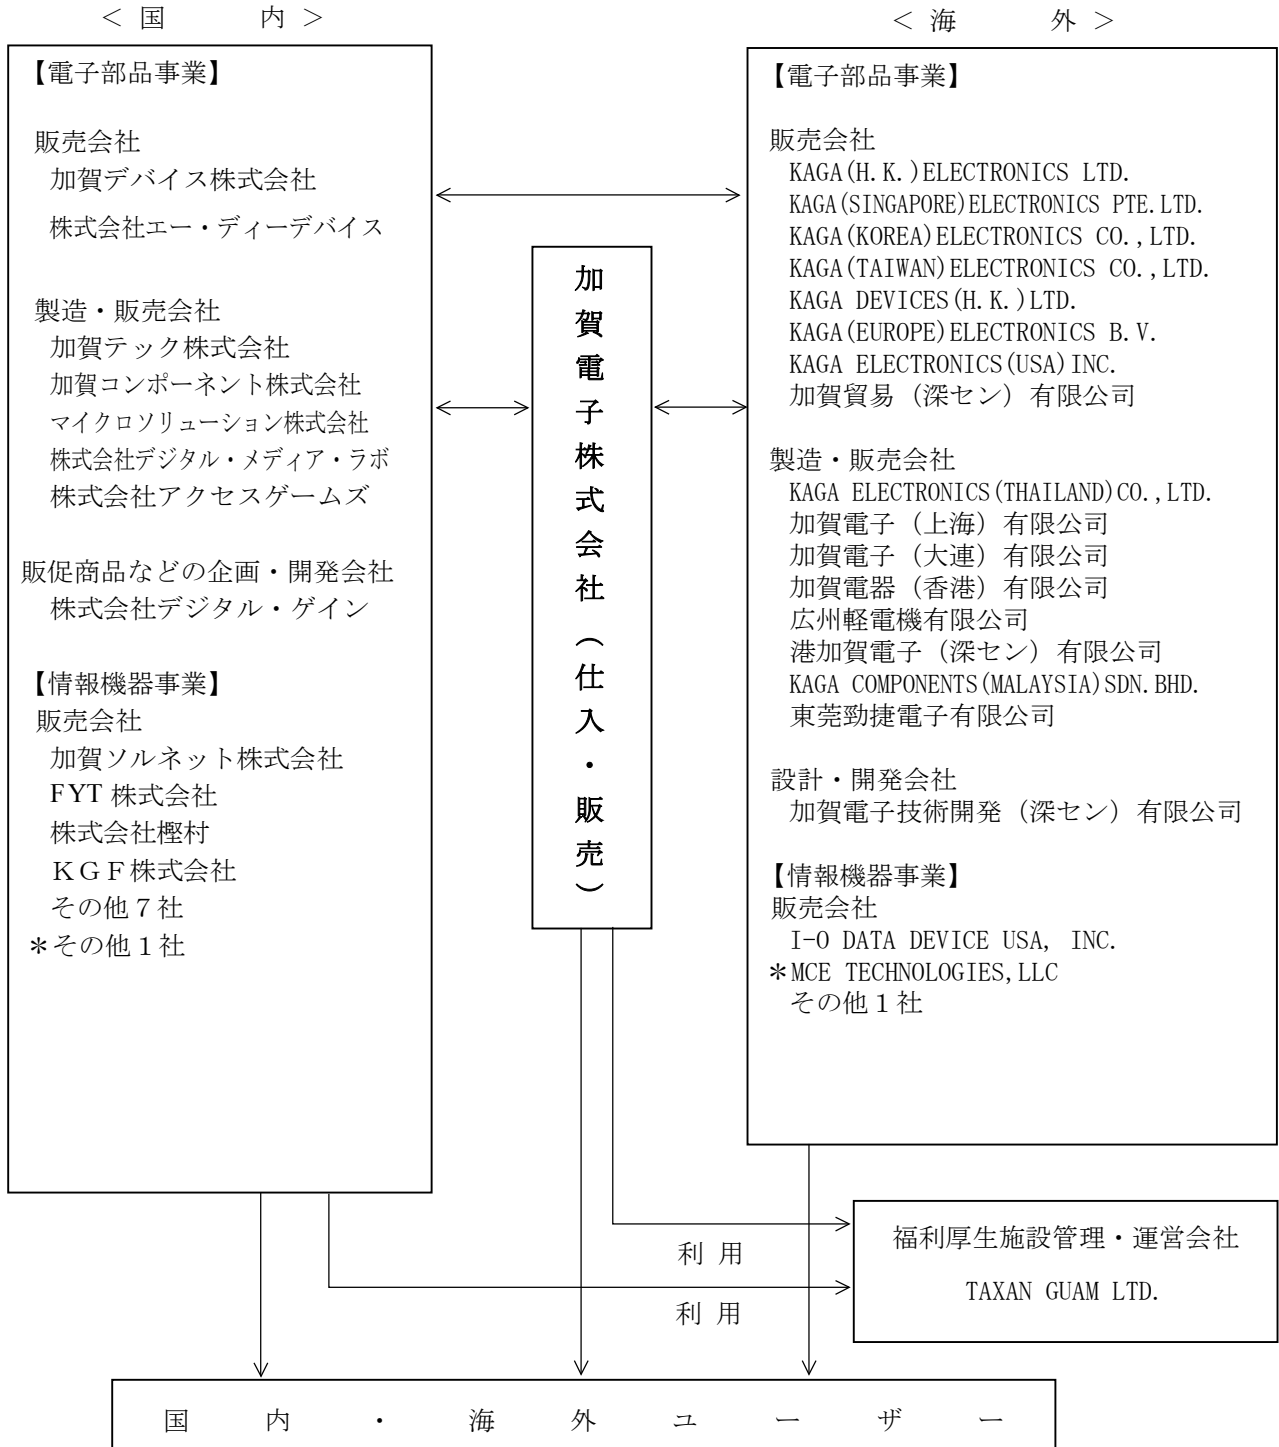 ＜ 国　　　内 ＞
【電子部品事業】
販売会社
加賀デバイス株式会社
株式会社エー・ディーデバイス
製造・販売会社
加賀テック株式会社
加賀コンポーネント株式会社
マイクロソリューション株式会社
株式会社デジタル・メディア・ラボ
株式会社アクセスゲームズ
販促商品などの企画・開発会社
株式会社デジタル・ゲイン
【情報機器事業】
販売会社
加賀ソルネット株式会社
FYT 株式会社
株式会社樫村
ＫＧＦ株式会社
その他７社
＊その他１社
加賀電子株式会社（仕入・販売）
＜ 海　　　外 ＞
【電子部品事業】
販売会社
KAGA(H.K.)ELECTRONICS LTD.
KAGA(SINGAPORE)ELECTRONICS PTE.LTD.
KAGA(KOREA)ELECTRONICS CO.,LTD.
KAGA(TAIWAN)ELECTRONICS CO.,LTD.
KAGA DEVICES(H.K.)LTD.
KAGA(EUROPE)ELECTRONICS B.V.
KAGA ELECTRONICS(USA)INC.
加賀貿易（深セン）有限公司
製造・販売会社
KAGA ELECTRONICS(THAILAND)CO.,LTD.
加賀電子（上海）有限公司
加賀電子（大連）有限公司
加賀電器（香港）有限公司
広州軽電機有限公司
港加賀電子（深セン）有限公司
KAGA COMPONENTS(MALAYSIA)SDN.BHD.
東莞勁捷電子有限公司
設計・開発会社
加賀電子技術開発（深セン）有限公司
【情報機器事業】
販売会社
I-O DATA DEVICE USA, INC.
＊MCE TECHNOLOGIES,LLC
その他１社
利 用
利 用
福利厚生施設管理・運営会社
TAXAN GUAM LTD.
国　内　・　海　外　ユ　ー　ザ　ー